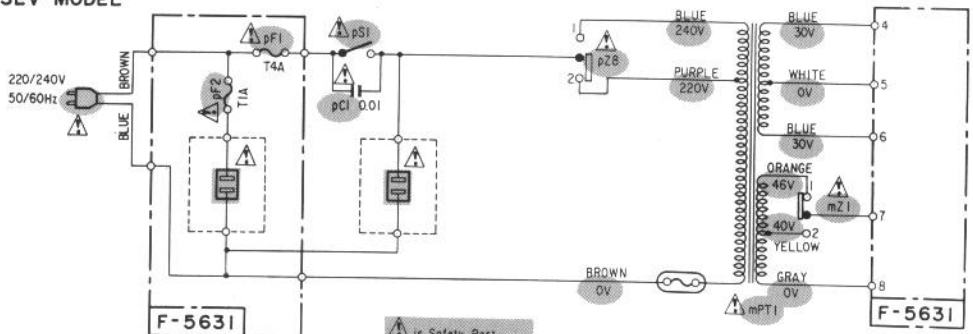 SEV MODEL
220/240V
50/60Hz
BROWN
BLUE
pF1
T4A
pF2
T1A
pS1
pC1 0.01
1
2
pZ8
BLUE
240V
PURPLE
220V
BROWN
0V
mPT1
BLUE
30V
WHITE
0V
BLUE
30V
ORANGE
46V
1
mZ1
40V
2
YELLOW
GRAY
0V
4
5
6
7
8
F-5631
F-5631
is Safety Part